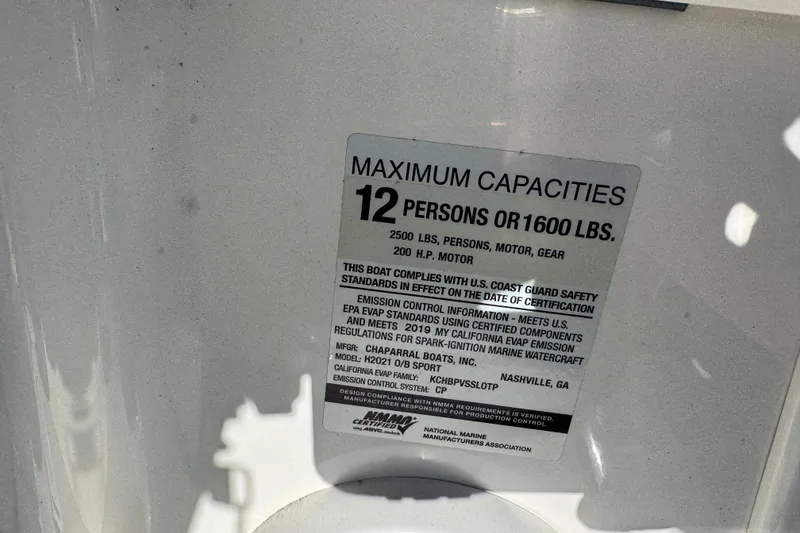 MAXIMUM CAPACITIES
12 PERSONS OR 1600 LBS.
2500 LBS, PERSONS, MOTOR, GEAR
200 H.P. MOTOR
THIS BOAT COMPLIES WITH U.S. COAST GUARD SAFETY
STANDARDS IN EFFECT ON THE DATE OF CERTIFICATION
EMISSION CONTROL INFORMATION - MEETS U.S.
EPA EVAP STANDARDS USING CERTIFIED COMPONENTS
AND MEETS 2019 MY CALIFORNIA EVAP EMISSION
REGULATIONS FOR SPARK-IGNITION MARINE WATERCRAFT
MFGR: CHAPARRAL BOATS, INC. NASHVILLE, GA
MODEL: H2021 O/B SPORT
CALIFORNIA EVAP FAMILY: KCHBPVSSLOTP
EMISSION CONTROL SYSTEM: CP
DESIGN COMPLIANCE WITH NMMA REQUIREMENTS IS VERIFIED.
MANUFACTURER RESPONSIBLE FOR PRODUCTION CONTROL.
NMMA®
CERTIFIED
using ABYC standards
NATIONAL MARINE
MANUFACTURERS ASSOCIATION